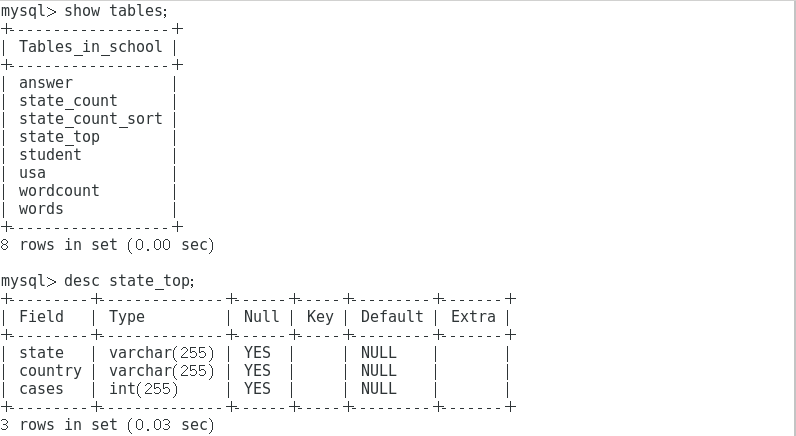 mysql> show tables;
+------------------+
| Tables_in_school |
+------------------+
| answer           |
| state_count      |
| state_count_sort |
| state_top        |
| student          |
| usa              |
| wordcount        |
| words            |
+------------------+
8 rows in set (0.00 sec)

mysql> desc state_top;
+---------+--------------+------+-----+---------+-------+
| Field   | Type         | Null | Key | Default | Extra |
+---------+--------------+------+-----+---------+-------+
| state   | varchar(255) | YES  |     | NULL    |       |
| country | varchar(255) | YES  |     | NULL    |       |
| cases   | int(255)     | YES  |     | NULL    |       |
+---------+--------------+------+-----+---------+-------+
3 rows in set (0.03 sec)